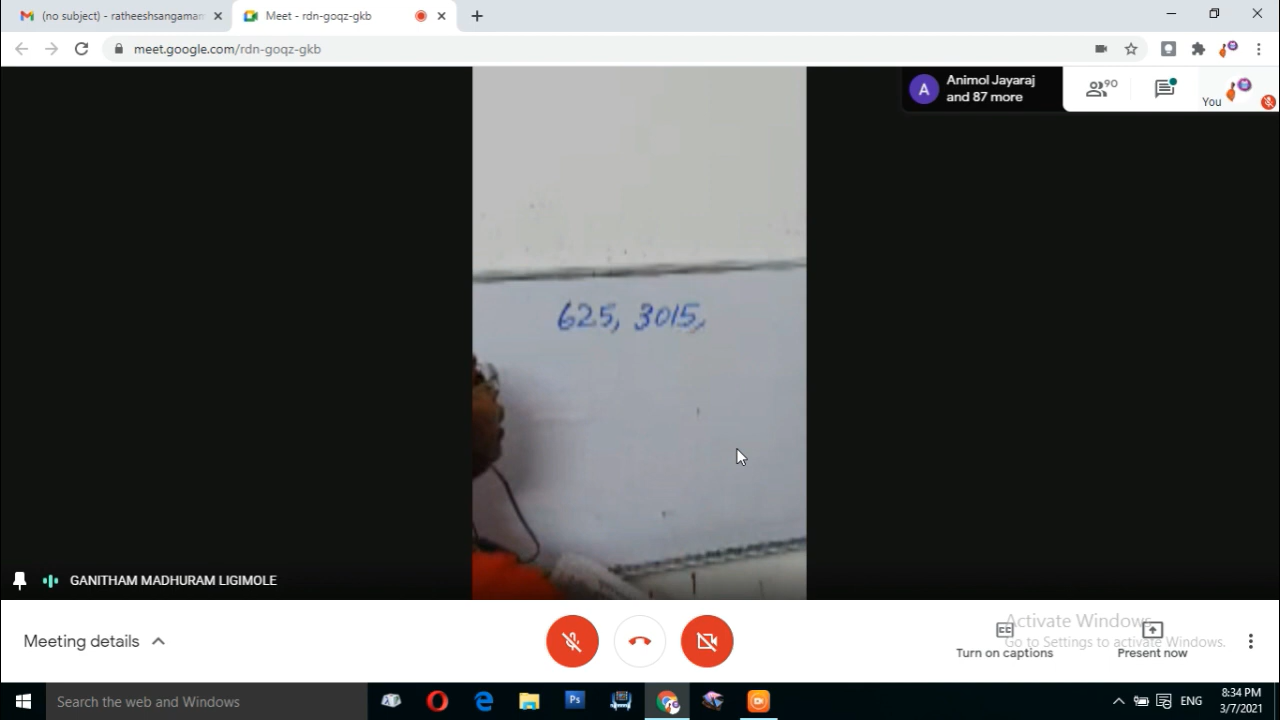 (no subject) - ratheeshsangamam
Meet - rdn-goqz-gkb
meet.google.com/rdn-goqz-gkb
A
Animol Jayaraj
and 87 more
90
You
625, 3015,
GANITHAM MADHURAM LIGIMOLE
Meeting details
Activate Windows
Go to Settings to activate Windows.
CC
Turn on captions
Present now
Search the web and Windows
Ps
ENG
8:34 PM
3/7/2021